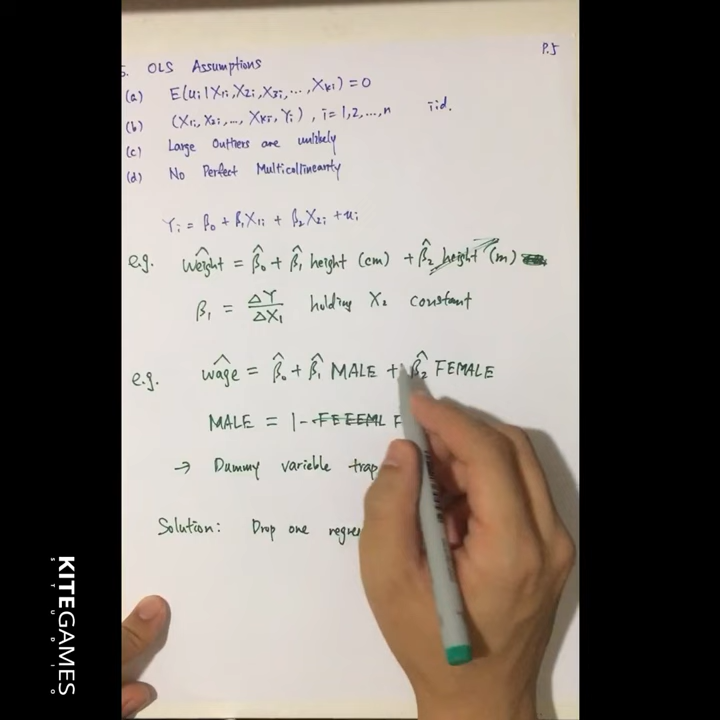 P.5
5. OLS Assumptions
(a) E(ui|X1i, X2i, X3i, ..., Xki) = 0
(b) (X1i, X2i, ..., Xki, Yi), i = 1,2,...,n iid.
(c) Large Outliers are unlikely
(d) No Perfect Multicollinearity
Yi = β0 + β1X1i + β2X2i + ui
e.g. Weight̂ = β̂0 + β̂1 height (cm) + β̂2 height (m)
β1 = ΔY/ΔX1 holding X2 constant
e.g. wagê = β̂0 + β̂1 MALE + β̂2 FEMALE
MALE = 1 - F
→ Dummy variable trap
Solution: Drop one
KITEGAMES
STUDIO